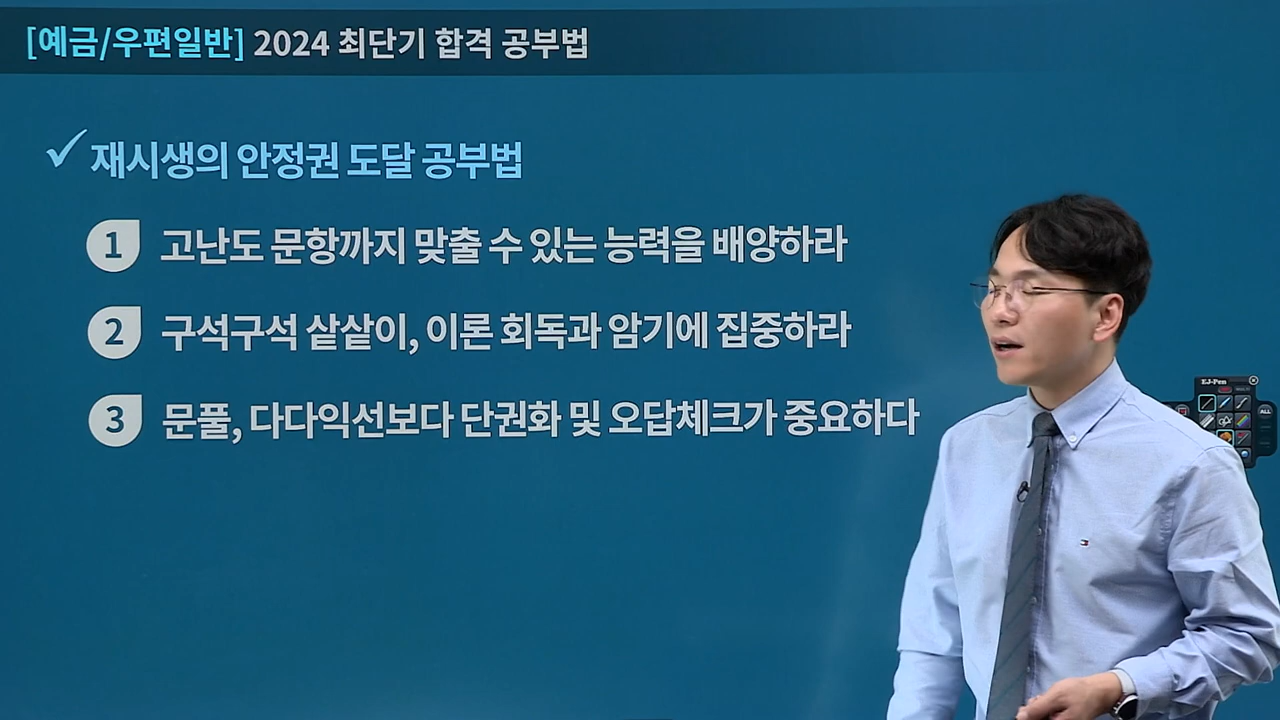 [예금/우편일반] 2024 최단기 합격 공부법
재시생의 안정권 도달 공부법
1 고난도 문항까지 맞출 수 있는 능력을 배양하라
2 구석구석 샅샅이, 이론 회독과 암기에 집중하라
3 문풀, 다다익선보다 단권화 및 오답체크가 중요하다
EJ-Pen
ALL